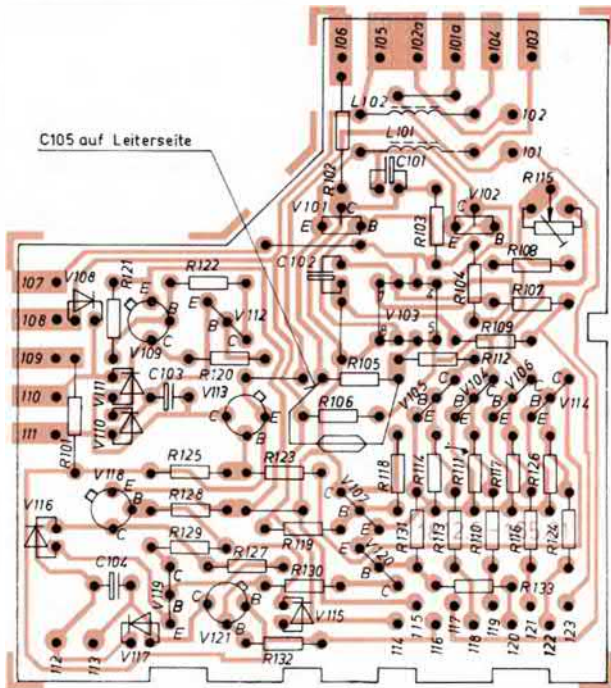 106 105 102a 101a 104 103
L102
102
C105 auf Leiterseite
L101
101
C101
R102
R115
V101 C
V102 C
E B
R103
E B
R108
C102
R104
R107
107
V108
R121
R122
E
B
108
V109
C
B
E
V112
C
V103
R109
109
C103
R120
R105
R112
110
V111
V110
V113
C E
B
R106
V105
V104
V106
V114
C C C C
B B B B
E E E E
111
R101
R125
R123
R118
R114
R117
R126
V118
E
B
C
R128
V107
C
B
E
V116
R129
R119
R131
R113
R110
R116
R124
V120
E
B
C
R127
C104
V119
C
B
E
R130
R133
V117
C B
E
V121
V115
R132
112
113
114
115
116
117
118
119
120
121
122
123